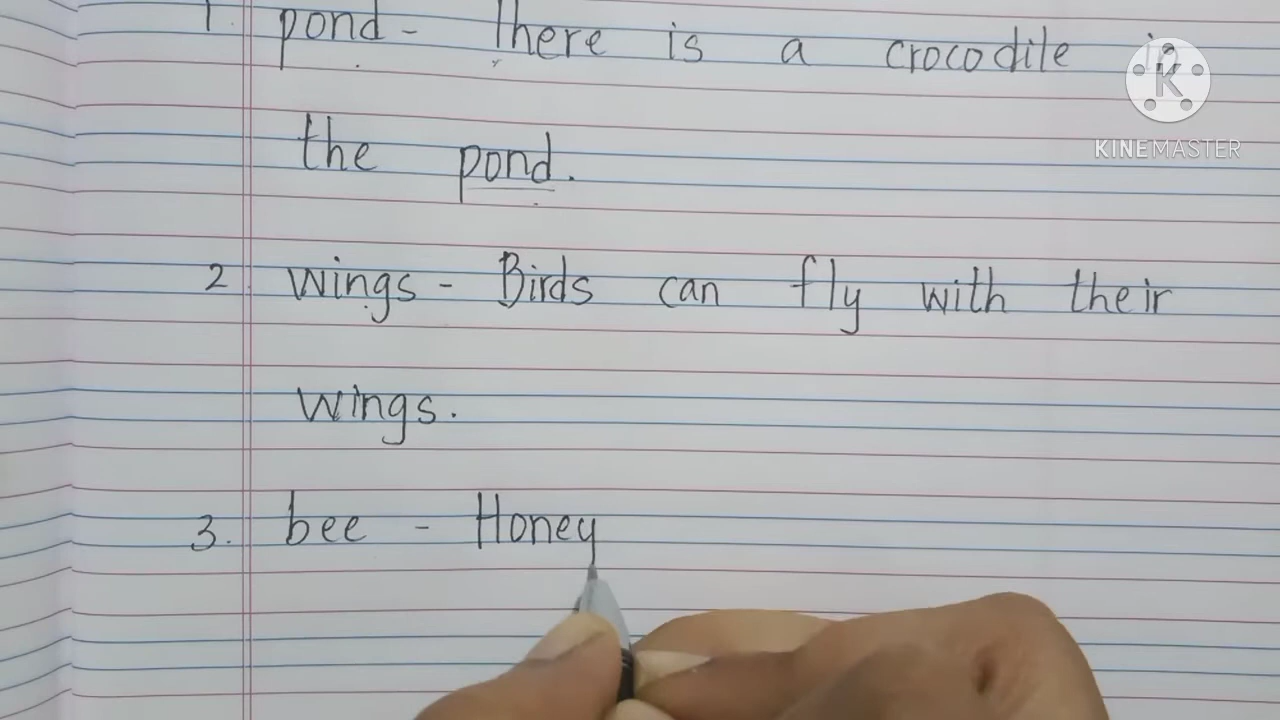 1. pond - There is a crocodile in
the pond.
2. wings - Birds can fly with their
wings.
3. bee - Honey
KINEMASTER